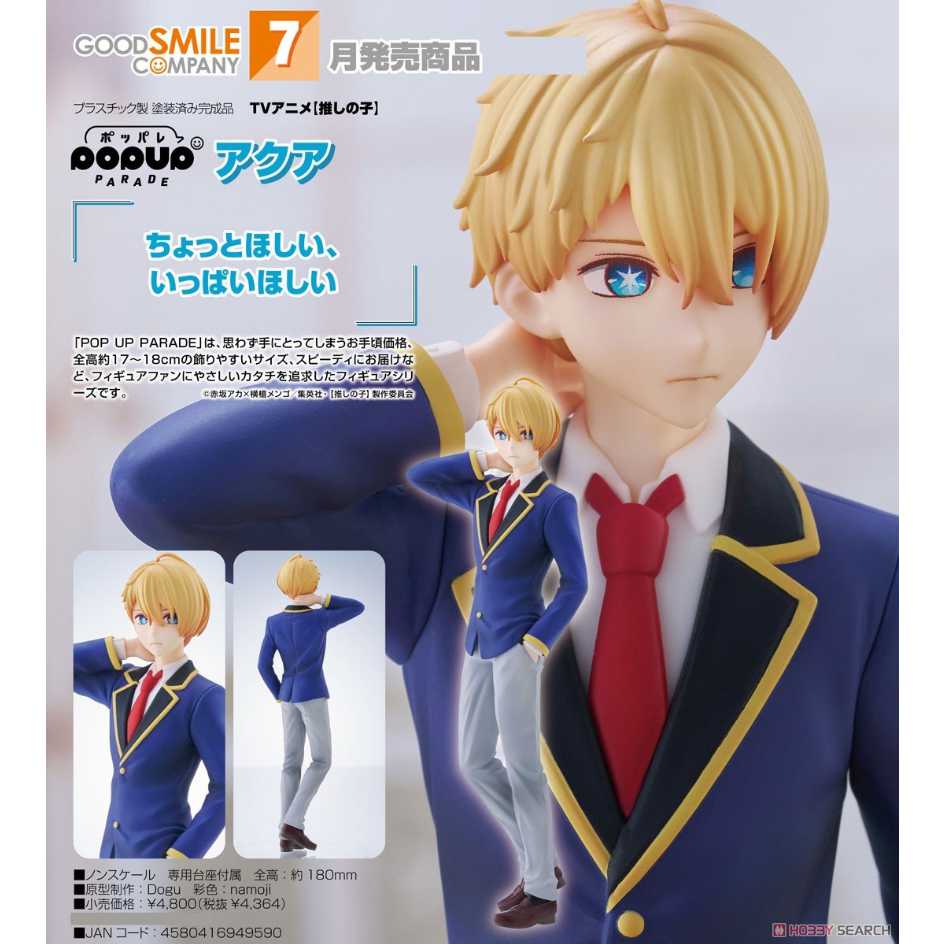 GOOD SMILE COMPANY 7月発売商品
プラスチック製 塗装済み完成品 TVアニメ【推しの子】
ポッパレっ
POPUP
PARADE
アクア
ちょっとほしい、
いっぱいほしい
「POP UP PARADE」は、思わず手にとってしまうお手頃価格、
全高約17〜18cmの飾りやすいサイズ、スピーディにお届けな
ど、フィギュアファンにやさしいカタチを追求したフィギュアシリ
ーズです。
©赤坂アカ×横槍メンゴ／集英社・【推しの子】製作委員会
■ノンスケール 専用台座付属 全高：約180mm
■原型制作：Dogu 彩色：namoji
■小売価格：¥4,800(税抜¥4,364)
■JANコード：4580416949590
HOBBY SEARCH